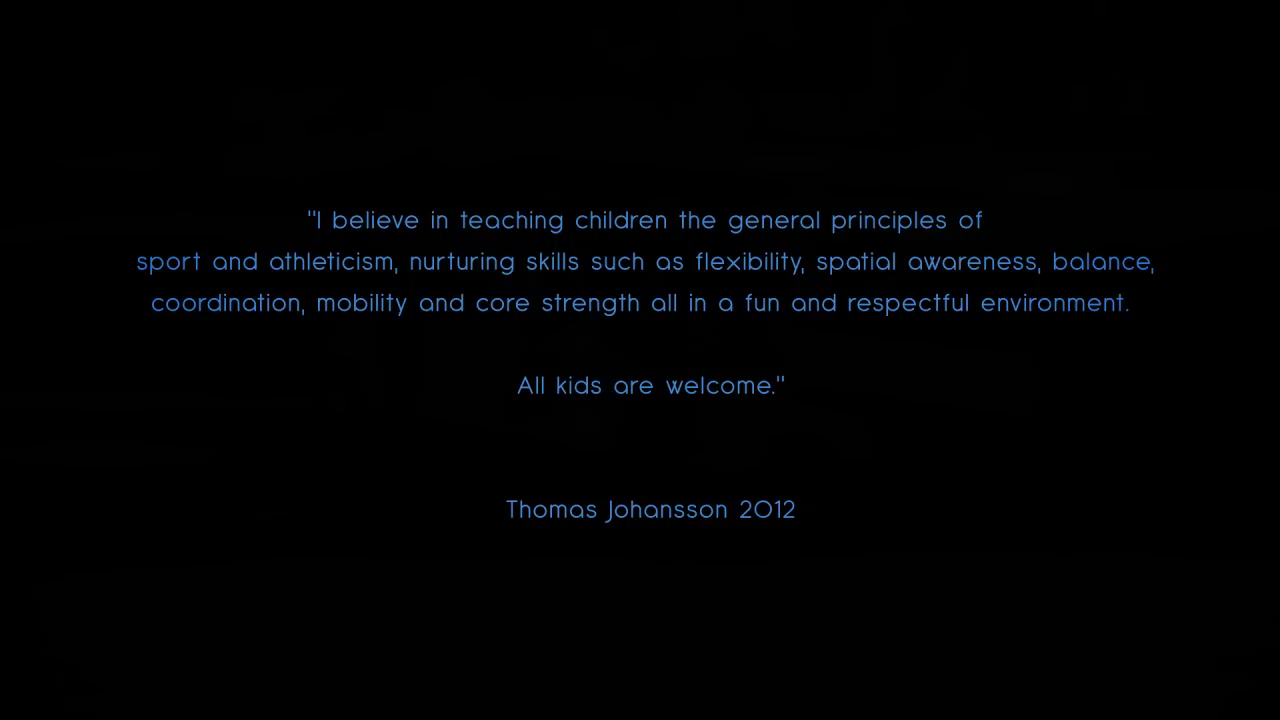 "I believe in teaching children the general principles of
sport and athleticism, nurturing skills such as flexibility, spatial awareness, balance,
coordination, mobility and core strength all in a fun and respectful environment.
All kids are welcome."
Thomas Johansson 2012